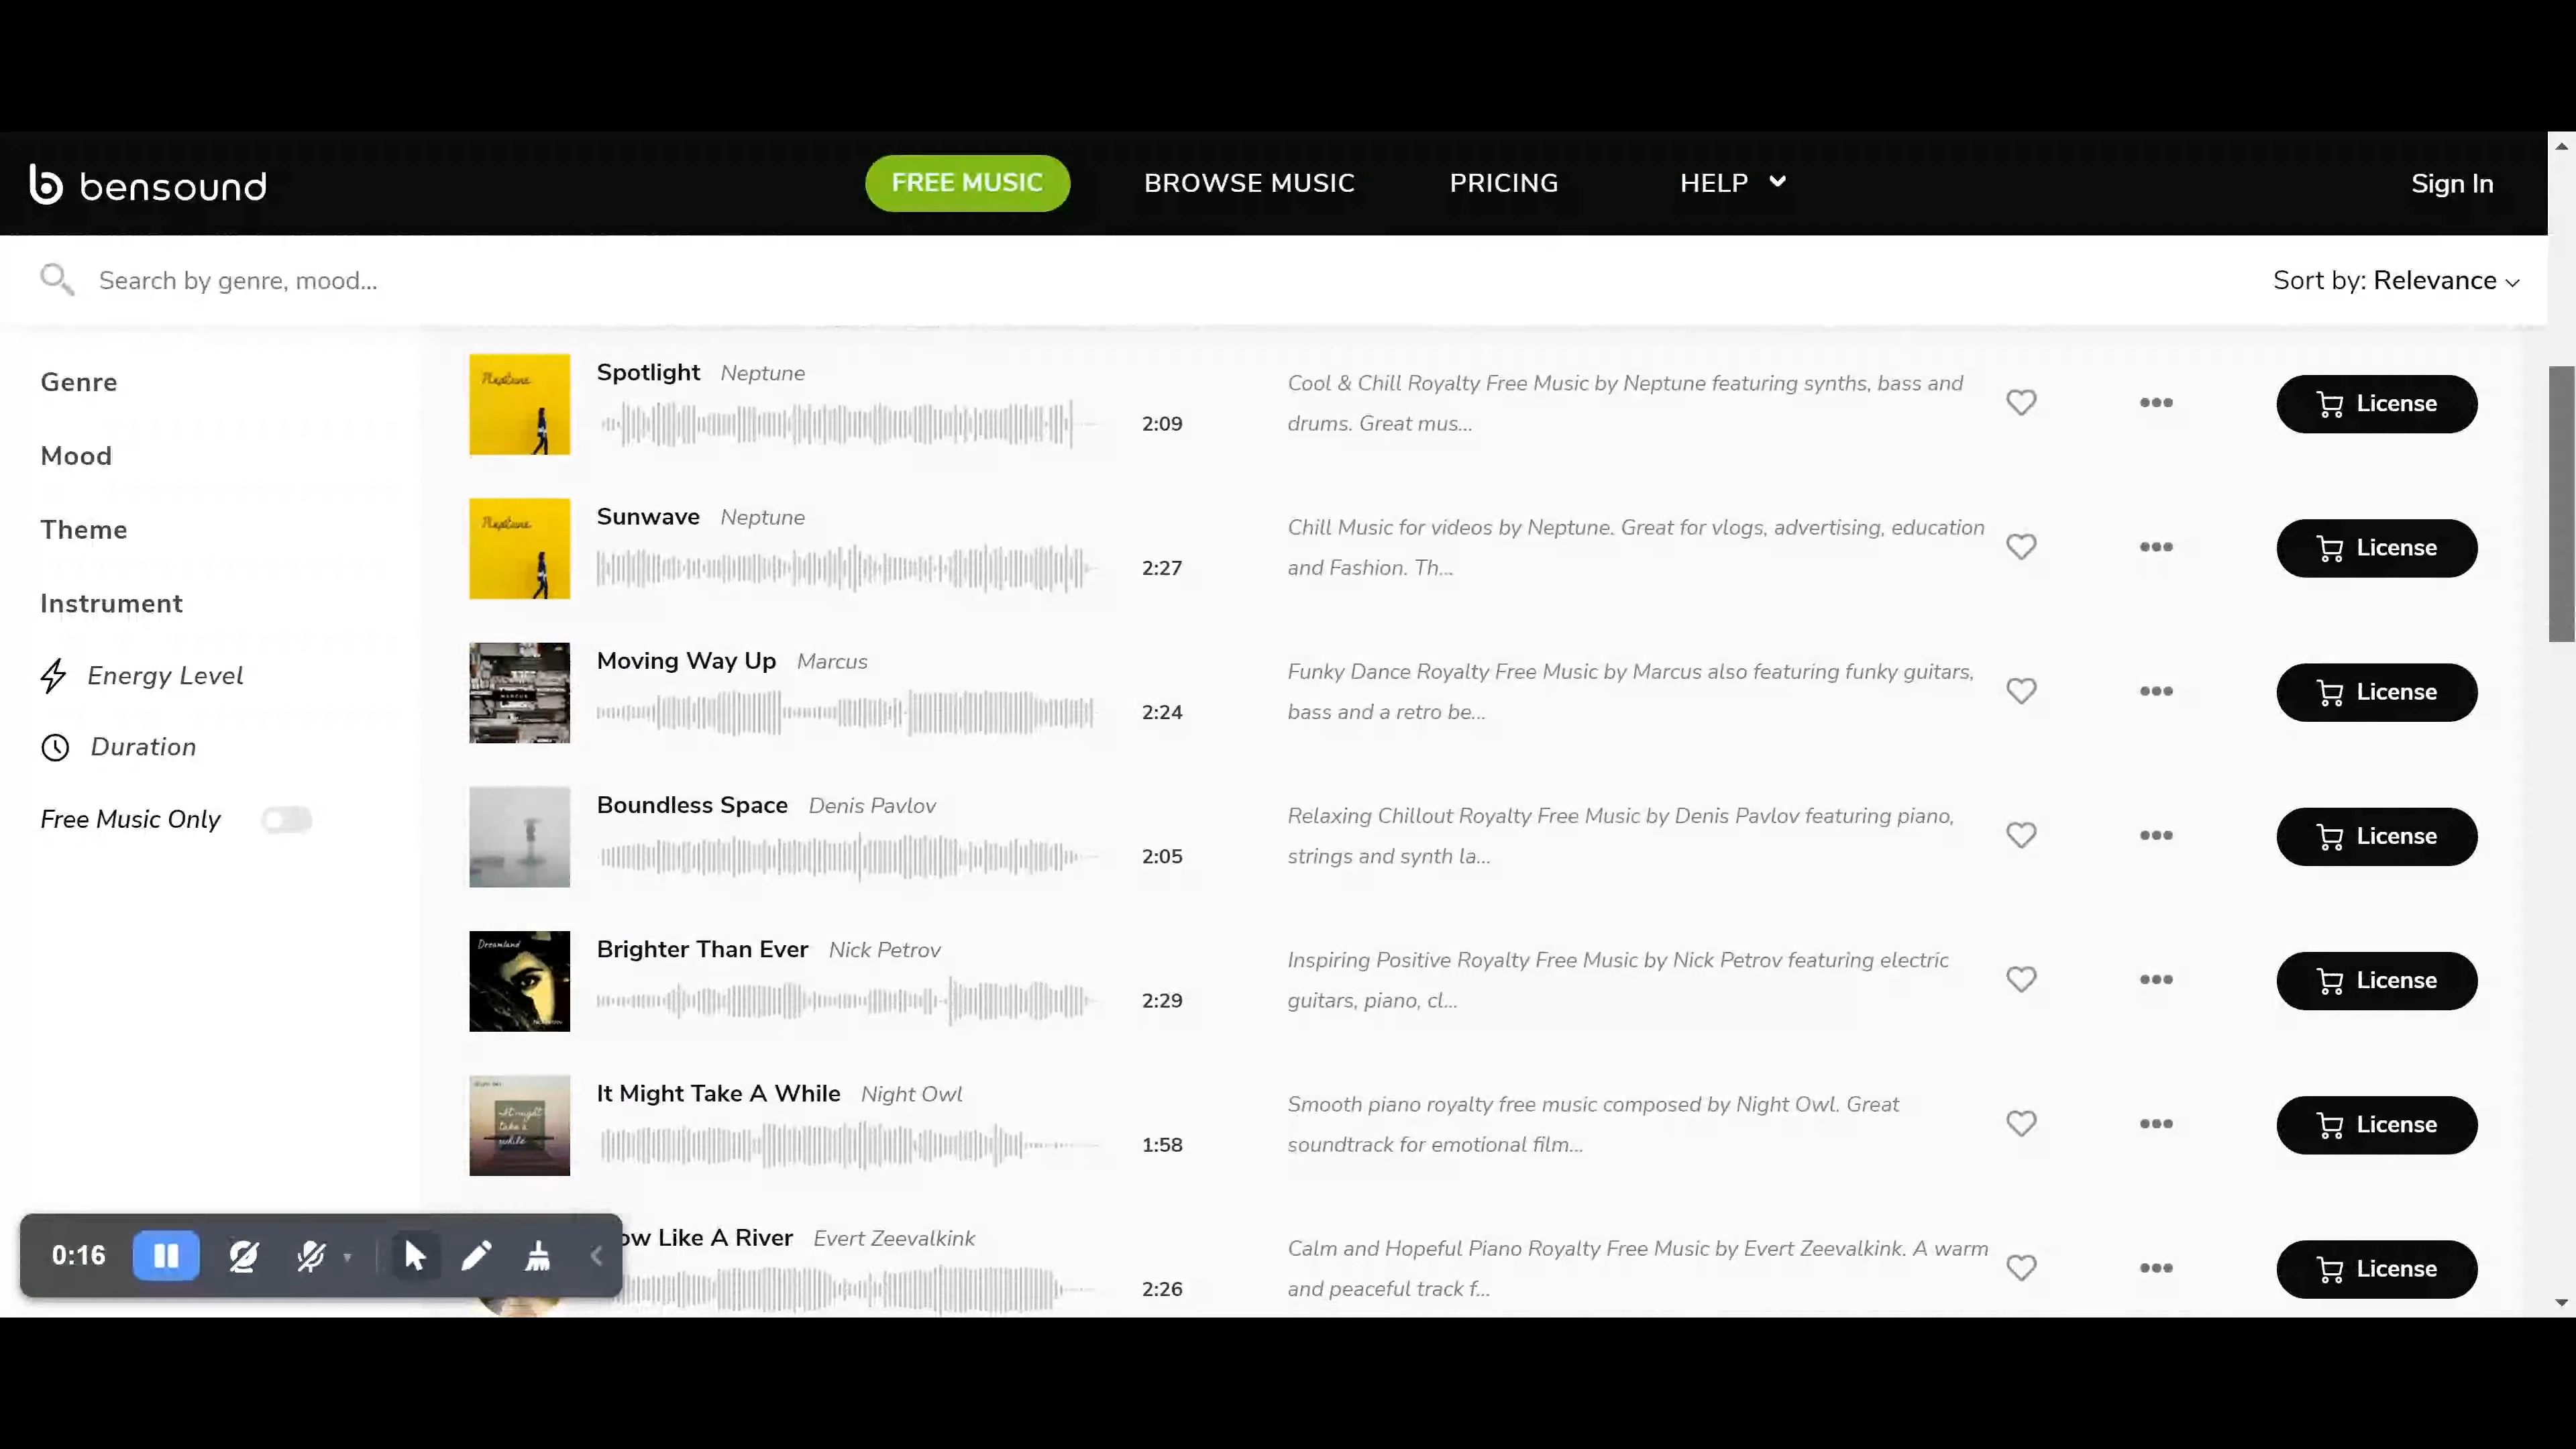 bensound
FREE MUSIC
BROWSE MUSIC
PRICING
HELP
Sign In
Search by genre, mood...
Sort by: Relevance
Genre
Mood
Theme
Instrument
Energy Level
Duration
Free Music Only
Neptune
Spotlight Neptune
2:09
Cool & Chill Royalty Free Music by Neptune featuring synths, bass and
drums. Great mus...
License
Neptune
Sunwave Neptune
2:27
Chill Music for videos by Neptune. Great for vlogs, advertising, education
and Fashion. Th...
License
MARCUS
Moving Way Up Marcus
2:24
Funky Dance Royalty Free Music by Marcus also featuring funky guitars,
bass and a retro be...
License
Boundless Space Denis Pavlov
2:05
Relaxing Chillout Royalty Free Music by Denis Pavlov featuring piano,
strings and synth la...
License
Dreamland
Brighter Than Ever Nick Petrov
2:29
Inspiring Positive Royalty Free Music by Nick Petrov featuring electric
guitars, piano, cl...
License
It might
take a
while
It Might Take A While Night Owl
1:58
Smooth piano royalty free music composed by Night Owl. Great
soundtrack for emotional film...
License
ow Like A River Evert Zeevalkink
2:26
Calm and Hopeful Piano Royalty Free Music by Evert Zeevalkink. A warm
and peaceful track f...
License
0:16